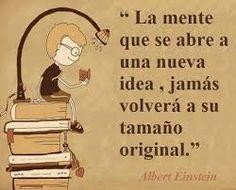 “ La mente
que se abre a
una nueva
idea , jamás
volverá a su
tamaño
original.”
Albert Einstein